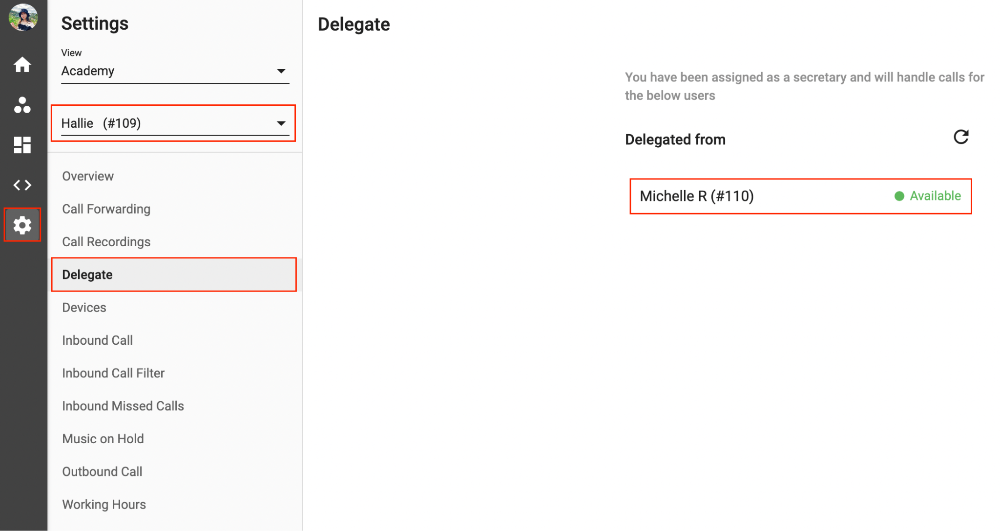 Settings
View
Academy
Hallie (#109)
Overview
Call Forwarding
Call Recordings
Delegate
Devices
Inbound Call
Inbound Call Filter
Inbound Missed Calls
Music on Hold
Outbound Call
Working Hours
Delegate
You have been assigned as a secretary and will handle calls for
the below users
Delegated from
Michelle R (#110) Available